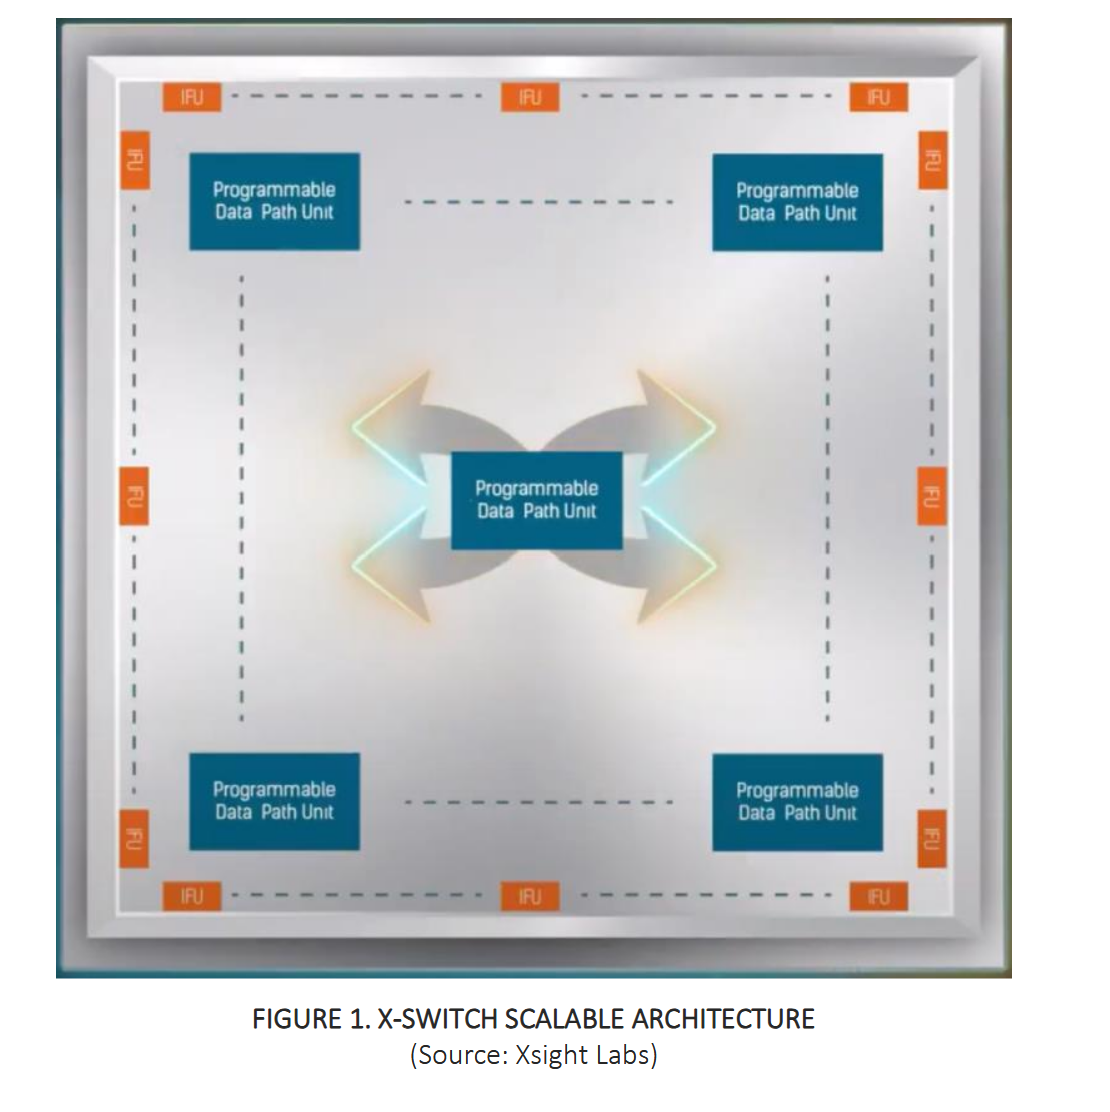 IFU
IFU
IFU
IFU
IFU
Programmable
Data Path Unit
Programmable
Data Path Unit
IFU
Programmable
Data Path Unit
IFU
Programmable
Data Path Unit
Programmable
Data Path Unit
IFU
IFU
IFU
IFU
IFU
FIGURE 1. X-SWITCH SCALABLE ARCHITECTURE
(Source: Xsight Labs)